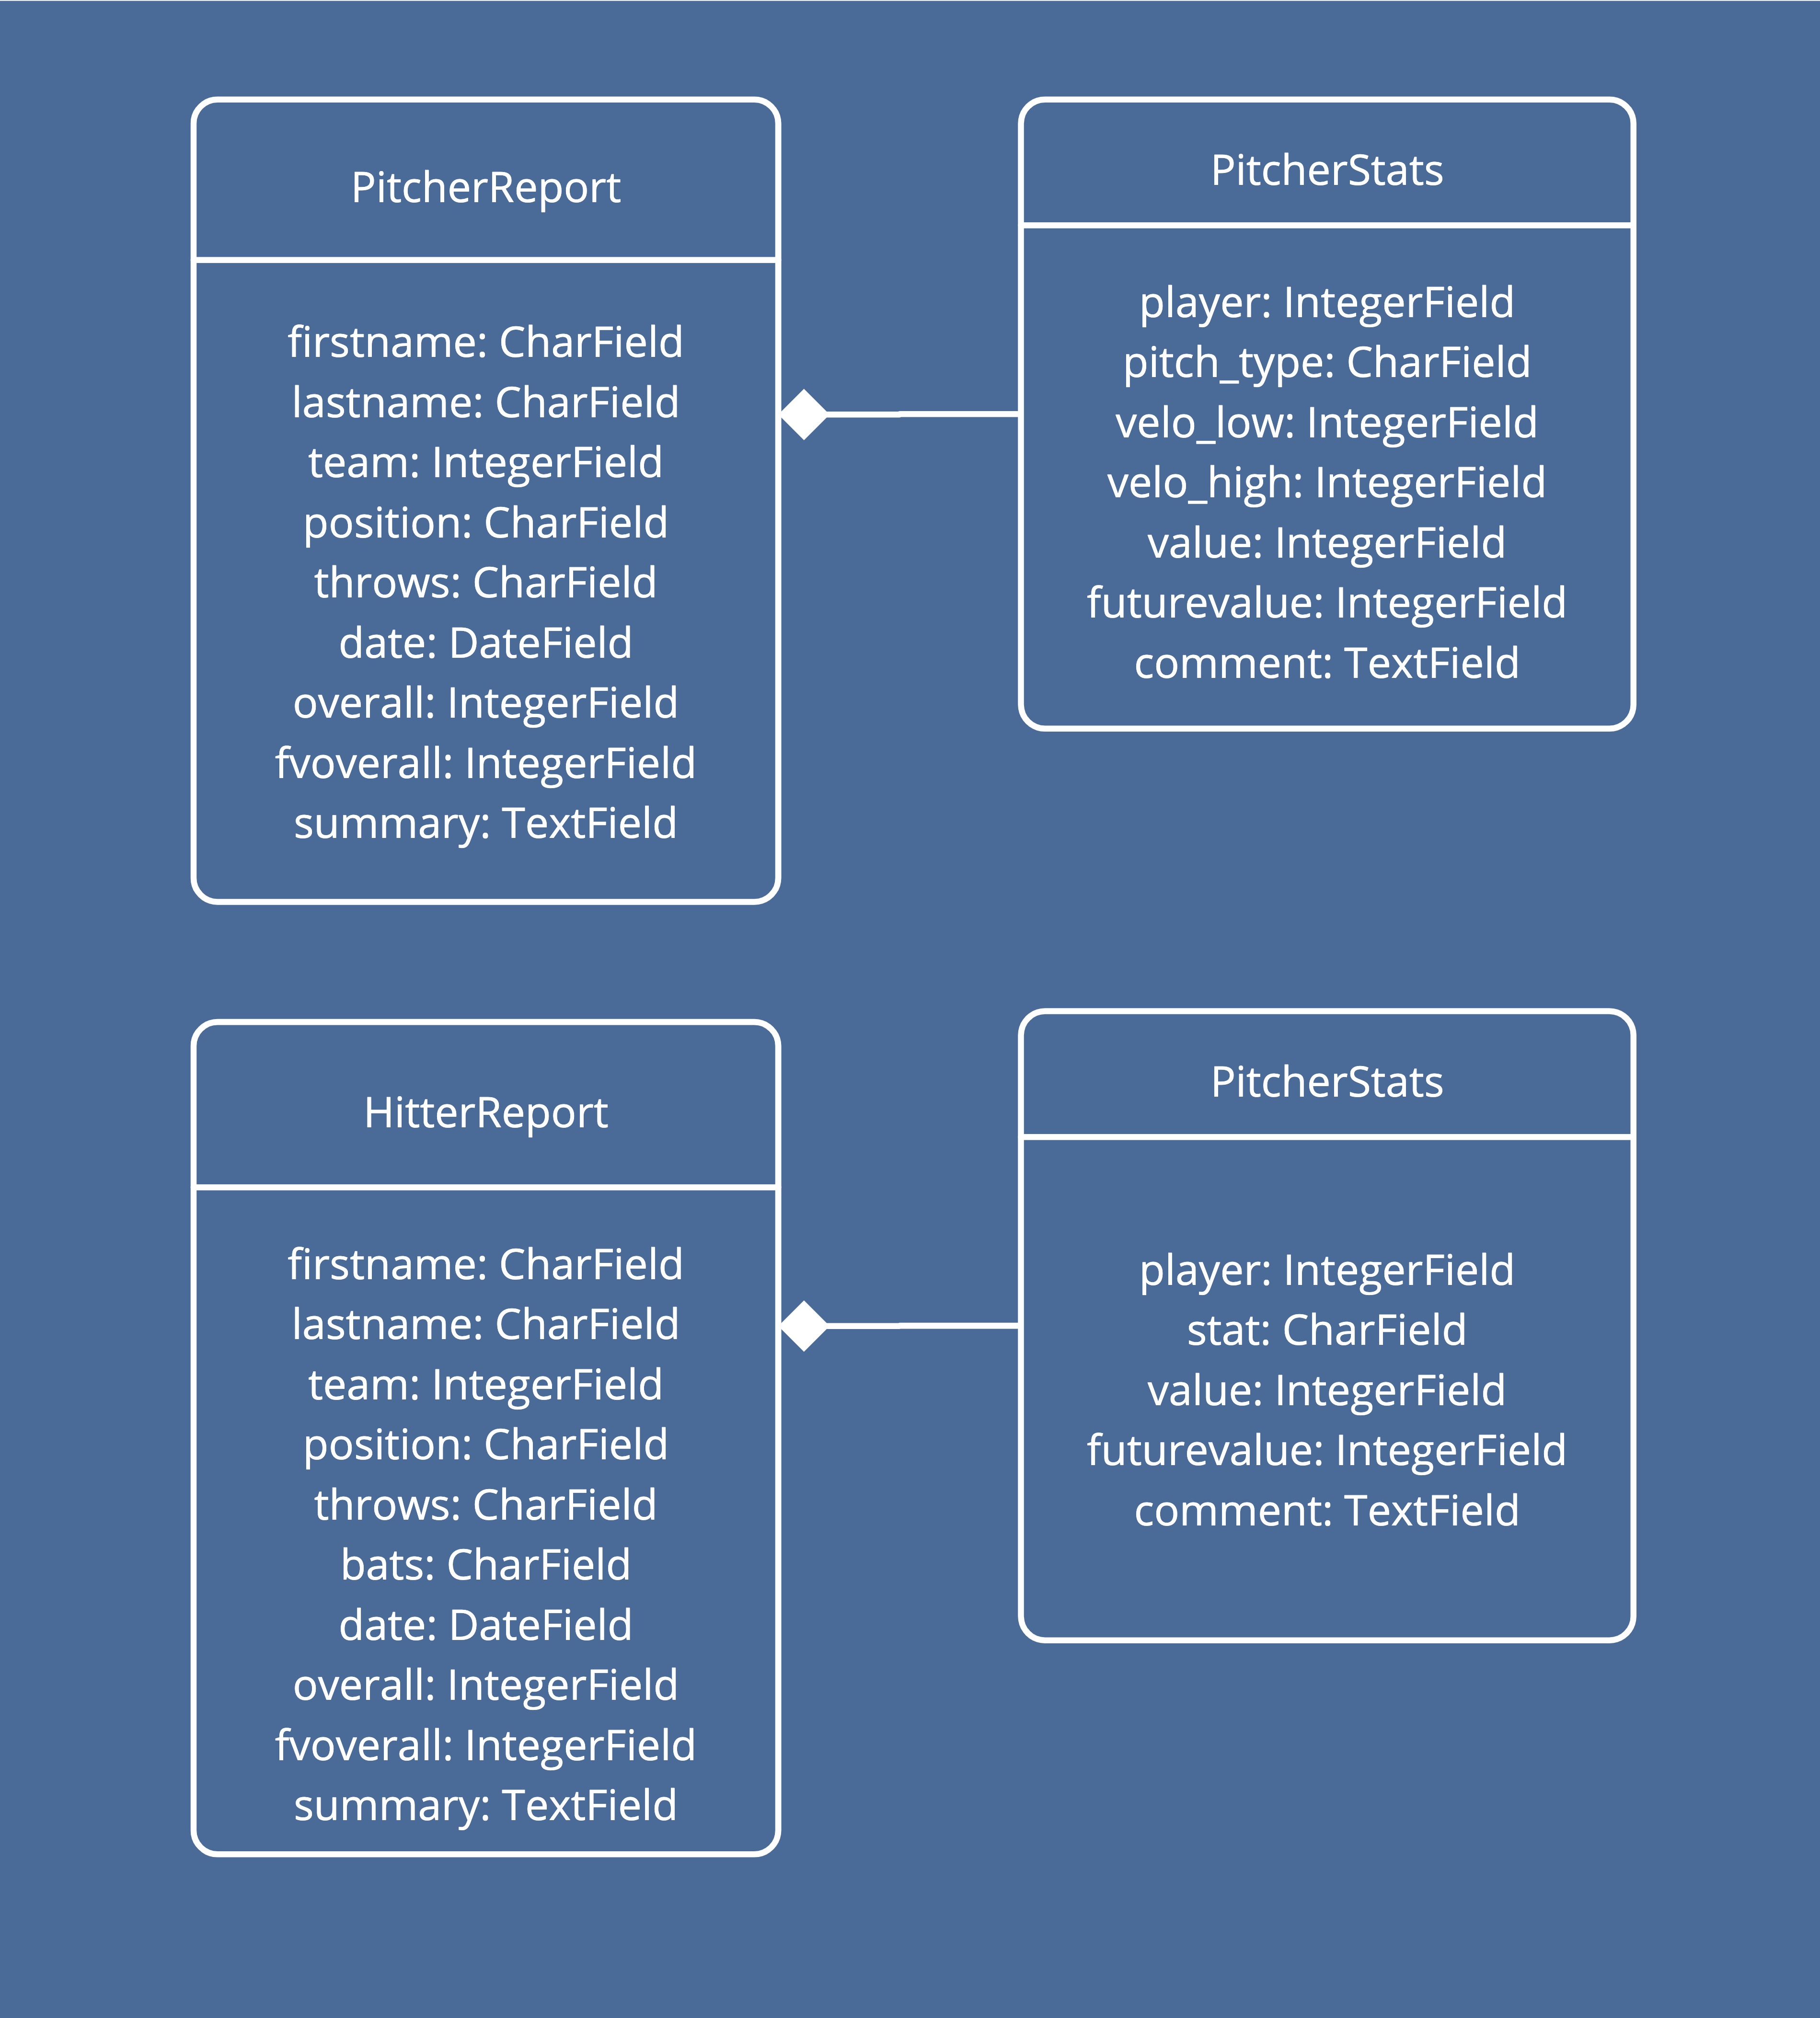 PitcherReport
firstname: CharField
lastname: CharField
team: IntegerField
position: CharField
throws: CharField
date: DateField
overall: IntegerField
fvoverall: IntegerField
summary: TextField
PitcherStats
player: IntegerField
pitch_type: CharField
velo_low: IntegerField
velo_high: IntegerField
value: IntegerField
futurevalue: IntegerField
comment: TextField
HitterReport
firstname: CharField
lastname: CharField
team: IntegerField
position: CharField
throws: CharField
bats: CharField
date: DateField
overall: IntegerField
fvoverall: IntegerField
summary: TextField
PitcherStats
player: IntegerField
stat: CharField
value: IntegerField
futurevalue: IntegerField
comment: TextField